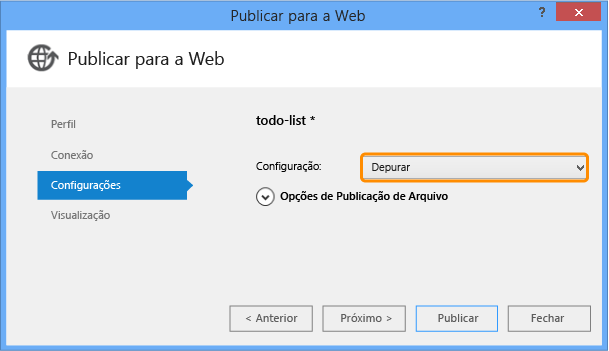 Publicar para a Web
?
Publicar para a Web
Perfil
Conexão
Configurações
Visualização
todo-list *
Configuração:
Depurar
Opções de Publicação de Arquivo
< Anterior
Próximo >
Publicar
Fechar